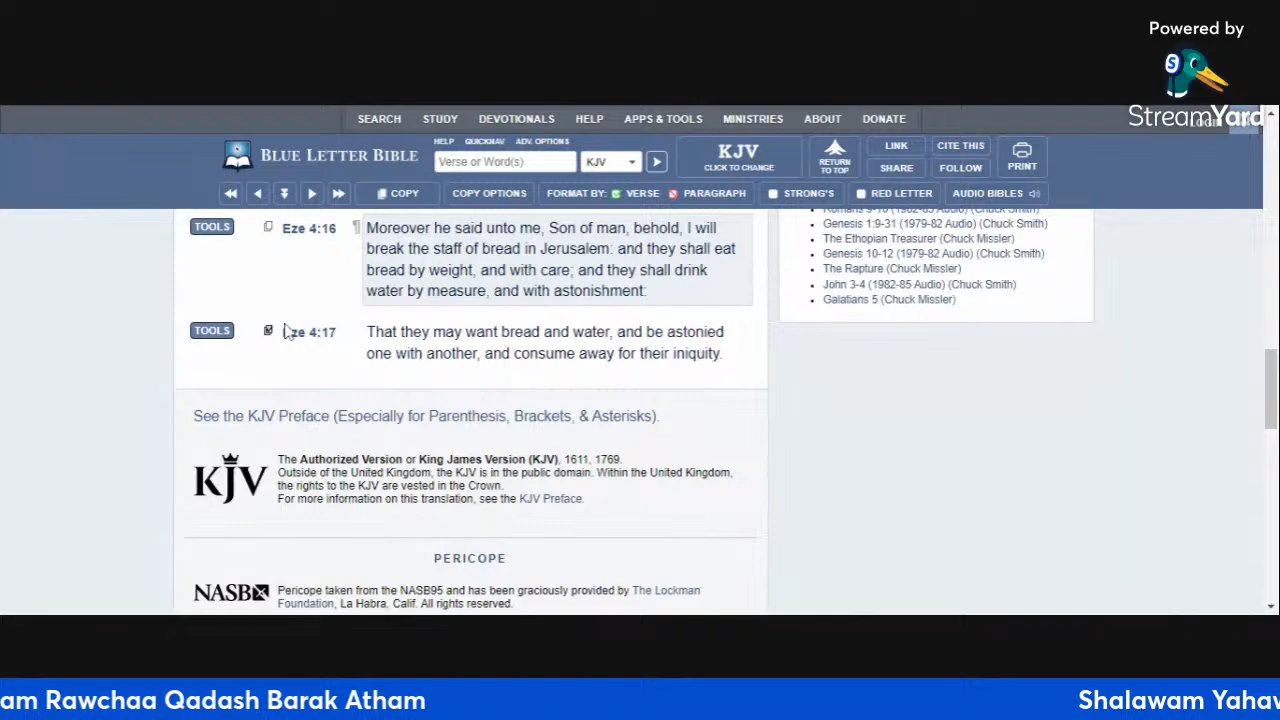 Powered by
S
StreamYard
SEARCH STUDY DEVOTIONALS HELP APPS & TOOLS MINISTRIES ABOUT DONATE
HELP QUICKNAV ADV. OPTIONS
BLUE LETTER BIBLE
Verse or Word(s) KJV
KJV
CLICK TO CHANGE
RETURN TO TOP
LINK CITE THIS
SHARE FOLLOW
PRINT
COPY COPY OPTIONS FORMAT BY: VERSE PARAGRAPH STRONG'S RED LETTER AUDIO BIBLES
TOOLS Eze 4:16 ¶ Moreover he said unto me, Son of man, behold, I will
break the staff of bread in Jerusalem: and they shall eat
bread by weight, and with care; and they shall drink
water by measure, and with astonishment:
TOOLS Eze 4:17 That they may want bread and water, and be astonied
one with another, and consume away for their iniquity.
Romans 9-10 (1982-85 Audio) (Chuck Smith)
Genesis 1:9-31 (1979-82 Audio) (Chuck Smith)
The Ethopian Treasurer (Chuck Missler)
Genesis 10-12 (1979-82 Audio) (Chuck Smith)
The Rapture (Chuck Missler)
John 3-4 (1982-85 Audio) (Chuck Smith)
Galatians 5 (Chuck Missler)
See the KJV Preface (Especially for Parenthesis, Brackets, & Asterisks).
KJV
The Authorized Version or King James Version (KJV), 1611, 1769.
Outside of the United Kingdom, the KJV is in the public domain. Within the United Kingdom,
the rights to the KJV are vested in the Crown.
For more information on this translation, see the KJV Preface.
PERICOPE
NASB
Pericope taken from the NASB95 and has been graciously provided by The Lockman
Foundation, La Habra, Calif. All rights reserved.
am Rawchaa Qadash Barak Atham Shalawam Yahaw